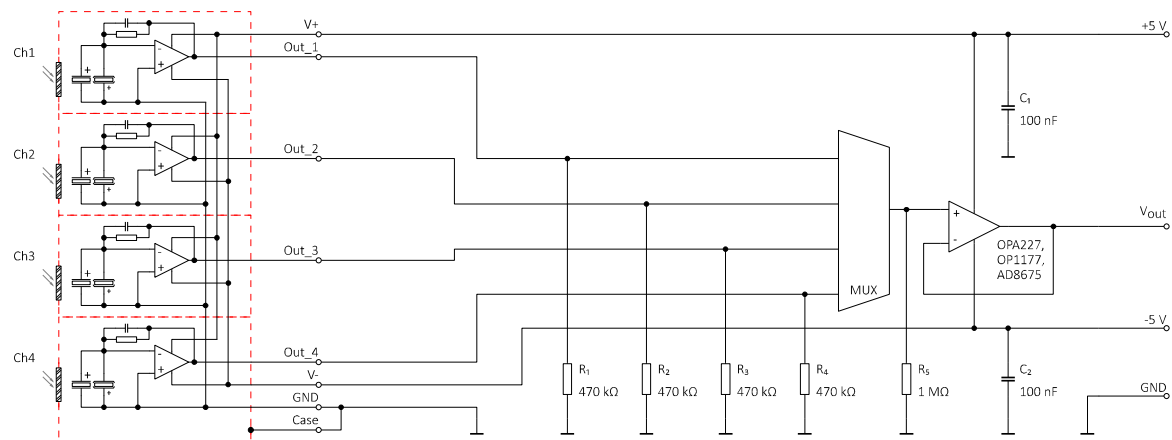 V+
+5 V
Ch1
Out_1
C₁
100 nF
Ch2
Out_2
Vout
Ch3
Out_3
OPA227,
OP1177,
AD8675
MUX
-5 V
Ch4
Out_4
V-
R₁
470 kΩ
R₂
470 kΩ
R₃
470 kΩ
R₄
470 kΩ
R₅
1 MΩ
C₂
100 nF
GND
GND
Case